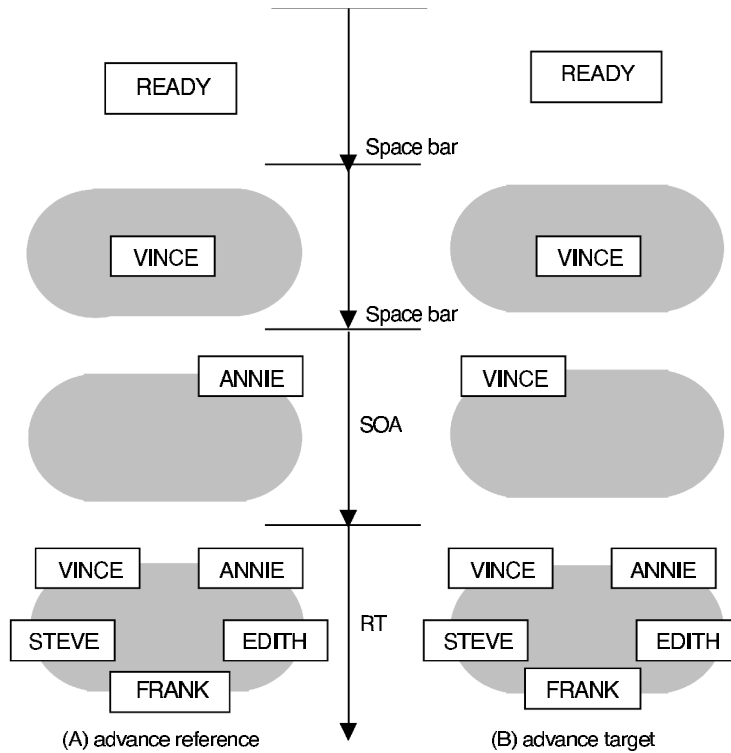 READY
READY
Space bar
VINCE
VINCE
Space bar
ANNIE
VINCE
SOA
VINCE
ANNIE
VINCE
ANNIE
STEVE
EDITH
RT
STEVE
EDITH
FRANK
FRANK
(A) advance reference
(B) advance target